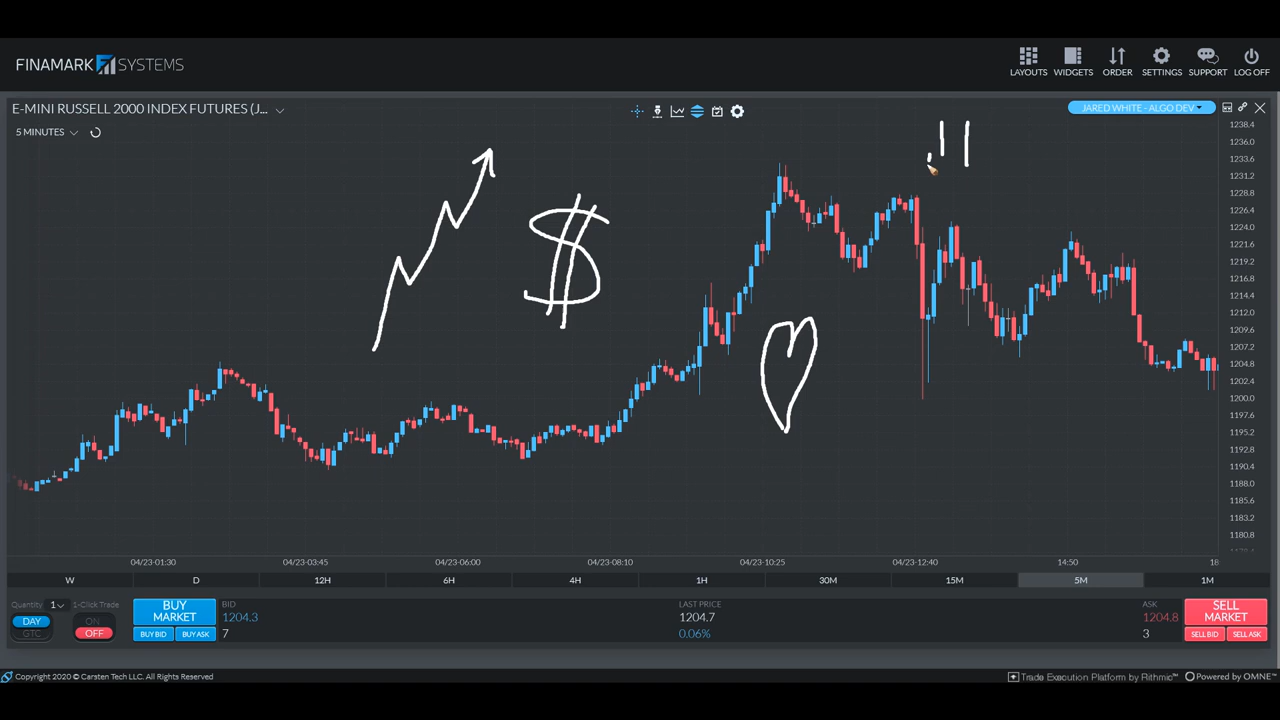 FINAMARK SYSTEMS
LAYOUTS WIDGETS ORDER SETTINGS SUPPORT LOG OFF
E-MINI RUSSELL 2000 INDEX FUTURES (J...
JARED WHITE - ALGO DEV
5 MINUTES
$
1238.4
1236.0
1233.6
1231.2
1228.8
1226.4
1224.0
1221.6
1219.2
1216.8
1214.4
1212.0
1209.6
1207.2
1204.8
1202.4
1200.0
1197.6
1195.2
1192.8
1190.4
1188.0
1185.6
1183.2
1180.8
04/23-01:30 04/23-03:45 04/23-06:00 04/23-08:10 04/23-10:25 04/23-12:40 14:50 18
W D 12H 6H 4H 1H 30M 15M 5M 1M
Quantity 1 1-Click Trade
DAY
GTC
ON
OFF
BUY
MARKET
BUY BID BUY ASK
BID
1204.3
7
LAST PRICE
1204.7
0.06%
ASK
1204.8
3
SELL
MARKET
SELL BID SELL ASK
Copyright 2020 © Carsten Tech LLC. All Rights Reserved
Trade Execution Platform by Rithmic™ Powered by OMNE™